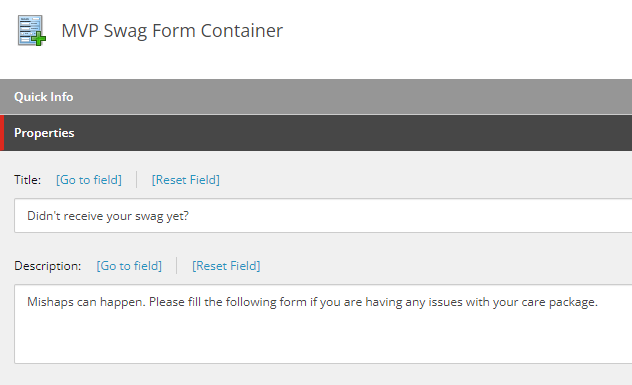 MVP Swag Form Container
Quick Info
Properties
Title: [Go to field] [Reset Field]
Didn't receive your swag yet?
Description: [Go to field] [Reset Field]
Mishaps can happen. Please fill the following form if you are having any issues with your care package.